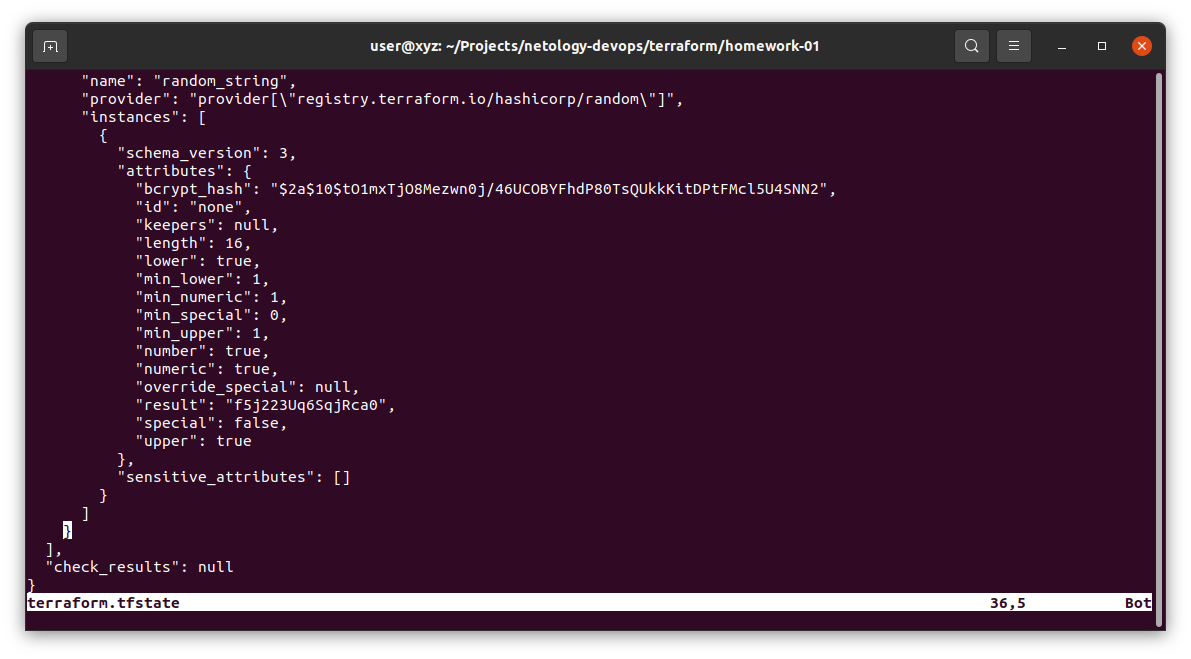 user@xyz: ~/Projects/netology-devops/terraform/homework-01
      "name": "random_string",
      "provider": "provider[\"registry.terraform.io/hashicorp/random\"]",
      "instances": [
        {
          "schema_version": 3,
          "attributes": {
            "bcrypt_hash": "$2a$10$tO1mxTjO8Mezwn0j/46UCOBYFhdP80TsQUkkKitDPtFMcl5U4SNN2",
            "id": "none",
            "keepers": null,
            "length": 16,
            "lower": true,
            "min_lower": 1,
            "min_numeric": 1,
            "min_special": 0,
            "min_upper": 1,
            "number": true,
            "numeric": true,
            "override_special": null,
            "result": "f5j223Uq6SqjRca0",
            "special": false,
            "upper": true
          },
          "sensitive_attributes": []
        }
      ]
    }
  ],
  "check_results": null
}
terraform.tfstate 36,5 Bot